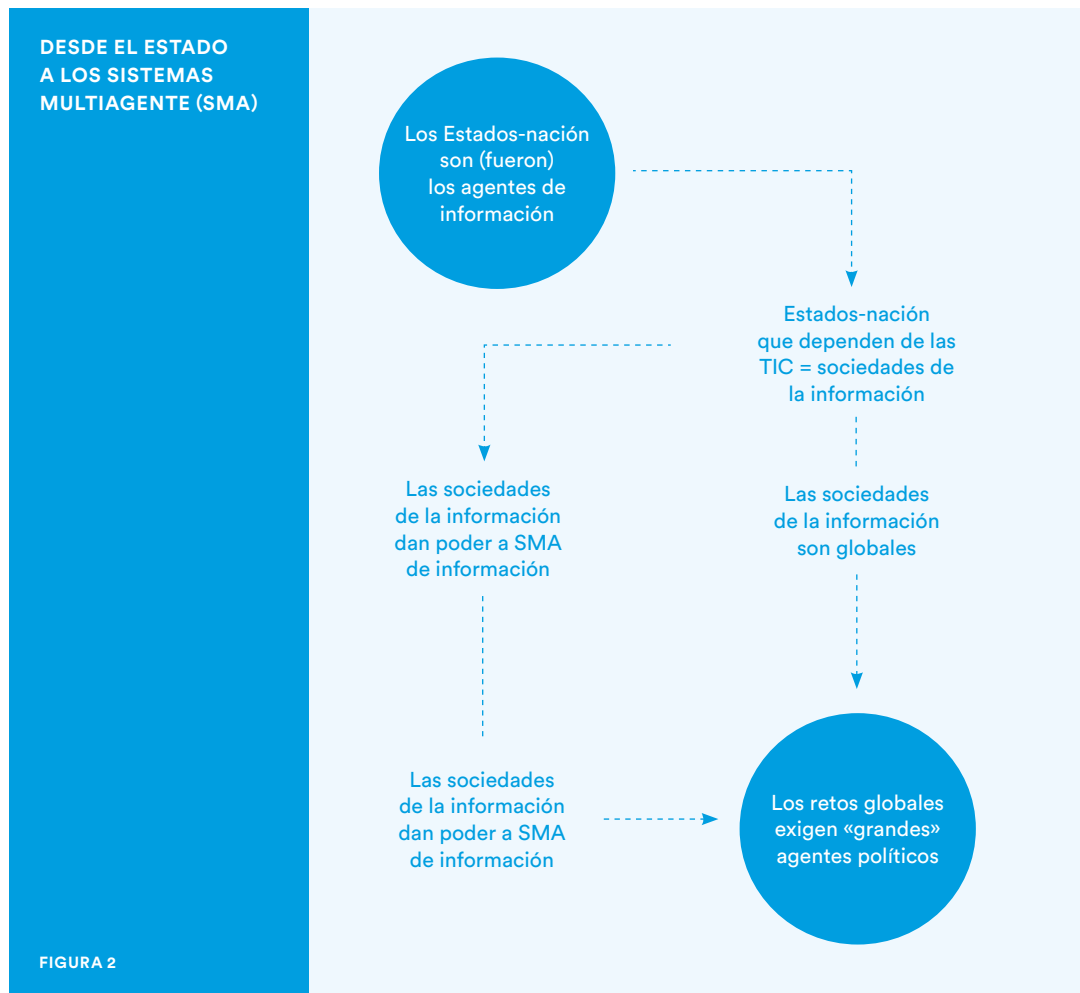 DESDE EL ESTADO
A LOS SISTEMAS
MULTIAGENTE (SMA)
Los Estados-nación
son (fueron)
los agentes de
información
Estados-nación
que dependen de las
TIC = sociedades de
la información
Las sociedades
de la información
dan poder a SMA
de información
Las sociedades
de la información
son globales
Las sociedades
de la información
dan poder a SMA
de información
Los retos globales
exigen «grandes»
agentes políticos
FIGURA 2